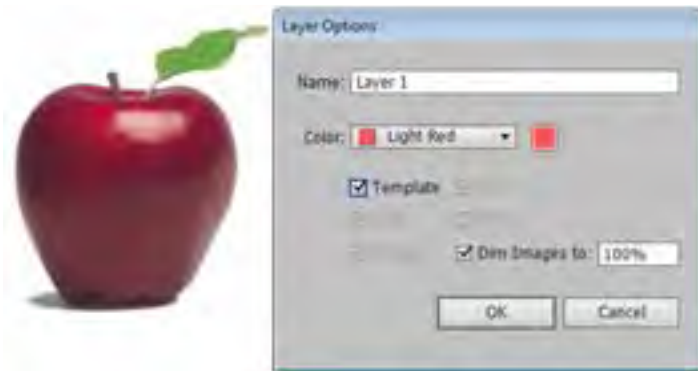 Layer Options
Name: Layer 1
Color: Light Red
Template
Dim Images to: 100%
OK Cancel